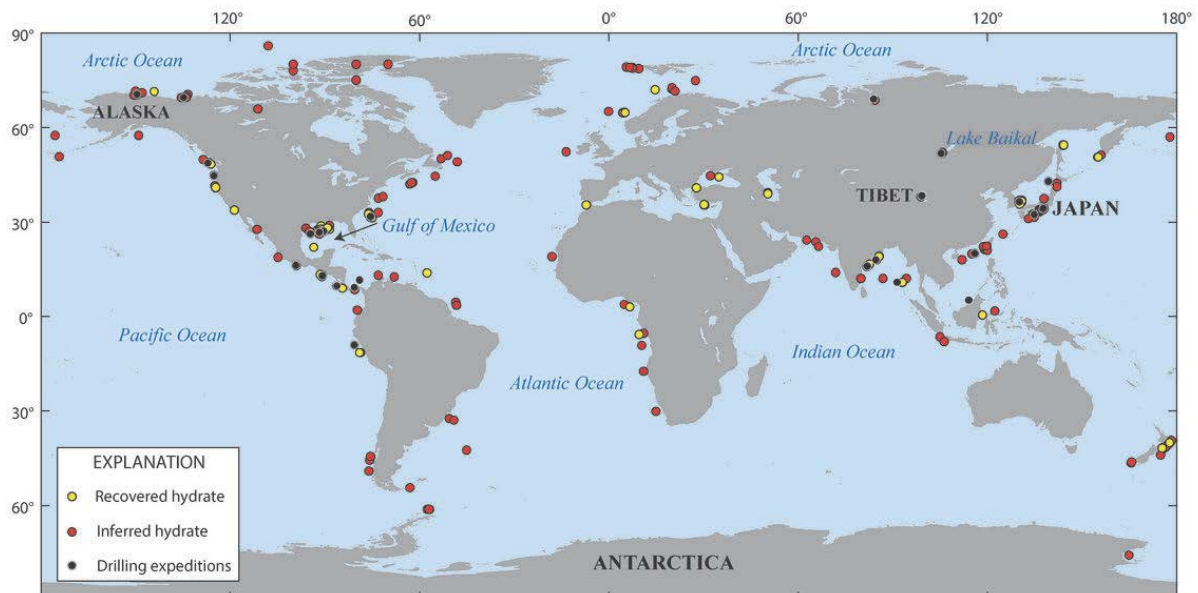 120° 60° 0° 60° 120° 180°
90°
Arctic Ocean
Arctic Ocean
ALASKA
60°
Lake Baikal
TIBET
JAPAN
30°
Gulf of Mexico
0°
Pacific Ocean
Indian Ocean
Atlantic Ocean
30°
EXPLANATION
Recovered hydrate
60°
Inferred hydrate
Drilling expeditions
ANTARCTICA